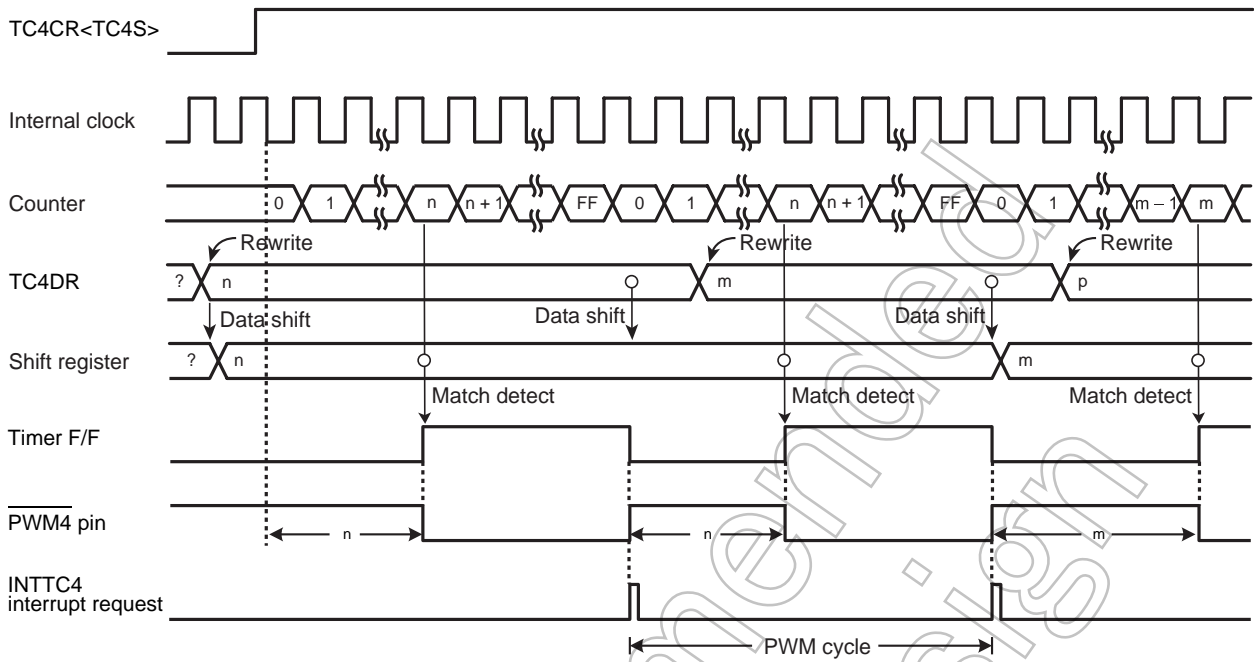 TC4CR<TC4S>
Internal clock
Counter
0 1 n n + 1 FF 0 1 n n + 1 FF 0 1 m – 1 m
Rewrite Rewrite Rewrite
TC4DR
? n m p
Data shift Data shift Data shift
Shift register
? n m
Match detect Match detect Match detect
Timer F/F
PWM4 pin
n n m
INTTC4
interrupt request
PWM cycle